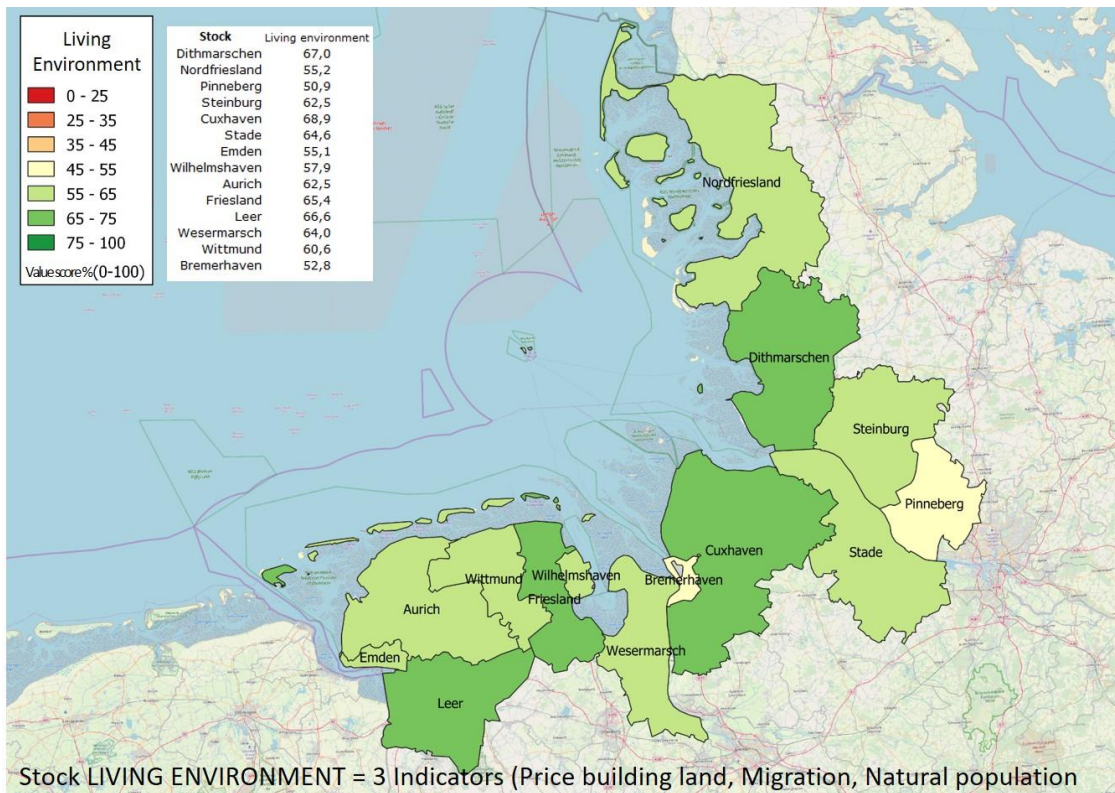 Living
Environment
0 - 25
25 - 35
35 - 45
45 - 55
55 - 65
65 - 75
75 - 100
Value score % (0-100)
Stock Living environment
Dithmarschen 67,0
Nordfriesland 55,2
Pinneberg 50,9
Steinburg 62,5
Cuxhaven 68,9
Stade 64,6
Emden 55,1
Wilhelmshaven 57,9
Aurich 62,5
Friesland 65,4
Leer 66,6
Wesermarsch 64,0
Wittmund 60,6
Bremerhaven 52,8
Nordfriesland
Dithmarschen
Steinburg
Pinneberg
Stade
Cuxhaven
Bremerhaven
Wilhelmshaven
Wittmund
Friesland
Aurich
Wesermarsch
Emden
Leer
Stock LIVING ENVIRONMENT = 3 Indicators (Price building land, Migration, Natural population